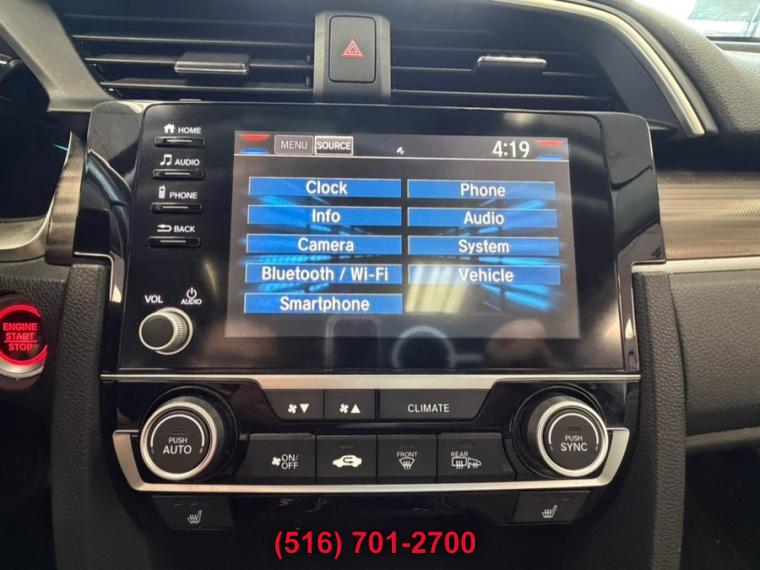 HOME
AUDIO
PHONE
BACK
VOL
AUDIO
MENU SOURCE 4:19
Clock Phone
Info Audio
Camera System
Bluetooth / Wi-Fi Vehicle
Smartphone
ENGINE
START
STOP
CLIMATE
PUSH
AUTO
ON/
OFF
FRONT
REAR
PUSH
SYNC
(516) 701-2700